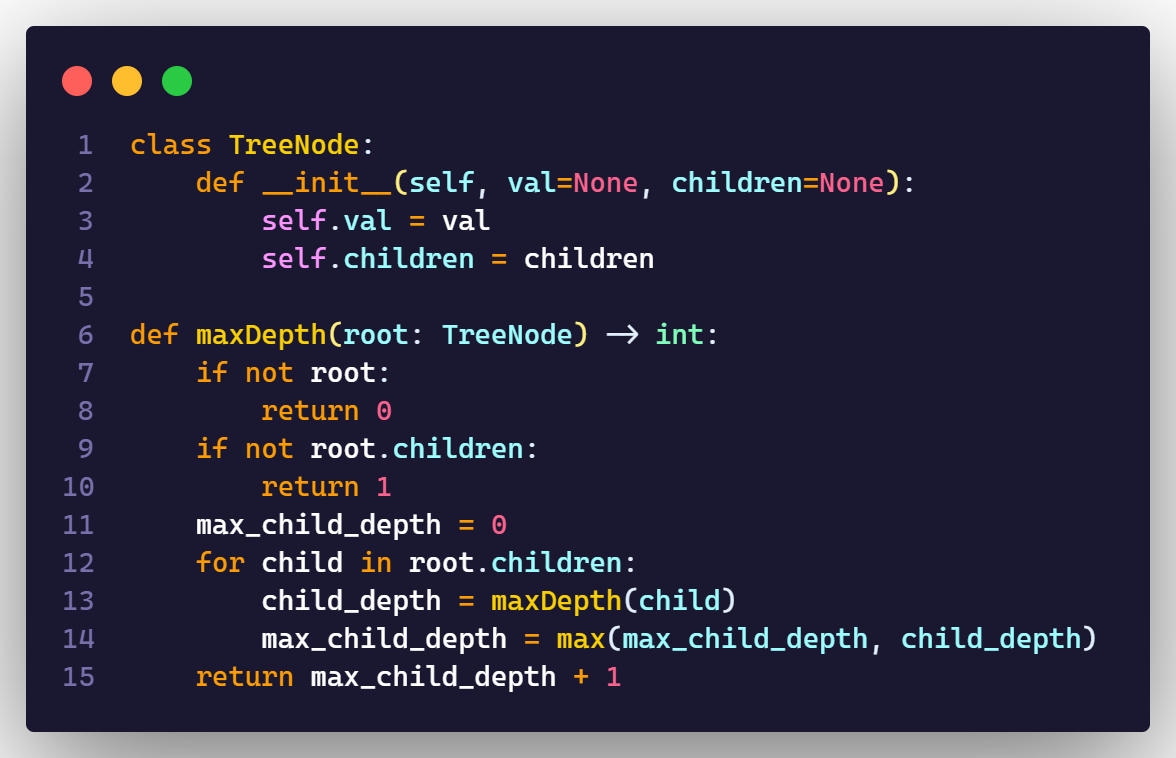 1 class TreeNode:
2     def __init__(self, val=None, children=None):
3         self.val = val
4         self.children = children
5
6 def maxDepth(root: TreeNode) -> int:
7     if not root:
8         return 0
9     if not root.children:
10         return 1
11     max_child_depth = 0
12     for child in root.children:
13         child_depth = maxDepth(child)
14         max_child_depth = max(max_child_depth, child_depth)
15     return max_child_depth + 1